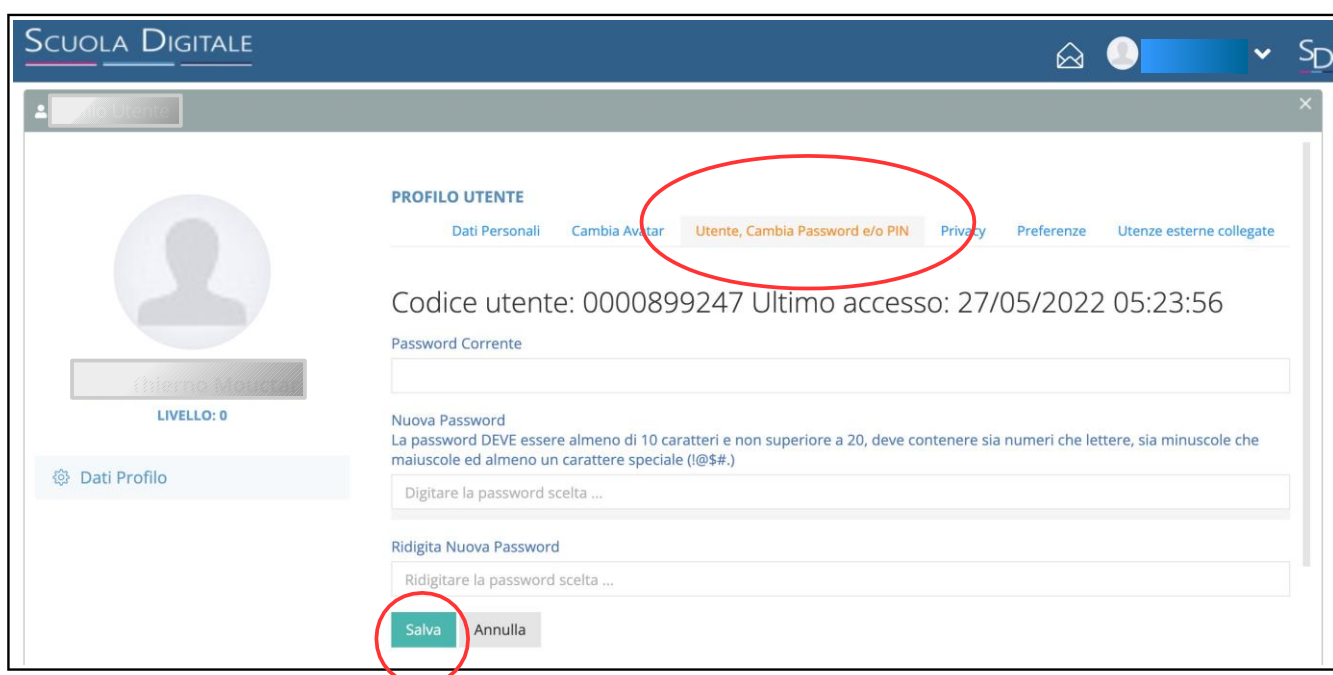 SCUOLA DIGITALE
SD
Utente
PROFILO UTENTE
Dati Personali Cambia Avatar Utente, Cambia Password e/o PIN Privacy Preferenze Utenze esterne collegate
Codice utente: 0000899247 Ultimo accesso: 27/05/2022 05:23:56
Password Corrente
LIVELLO: 0
Nuova Password
La password DEVE essere almeno di 10 caratteri e non superiore a 20, deve contenere sia numeri che lettere, sia minuscole che
maiuscole ed almeno un carattere speciale (!@$#.)
Dati Profilo
Digitare la password scelta ...
Ridigita Nuova Password
Ridigitare la password scelta ...
Salva Annulla